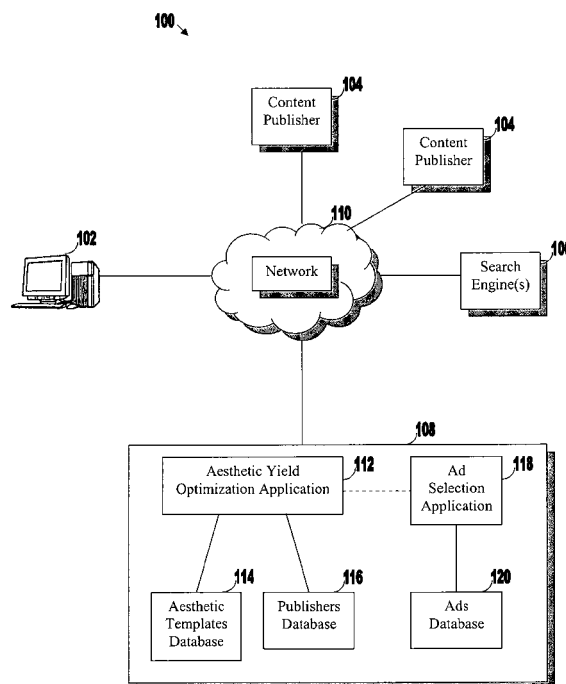 100
104
Content
Publisher
104
Content
Publisher
110
Network
102
Search
Engine(s)
108
112
Aesthetic Yield
Optimization Application
118
Ad
Selection
Application
114
Aesthetic
Templates
Database
116
Publishers
Database
120
Ads
Database